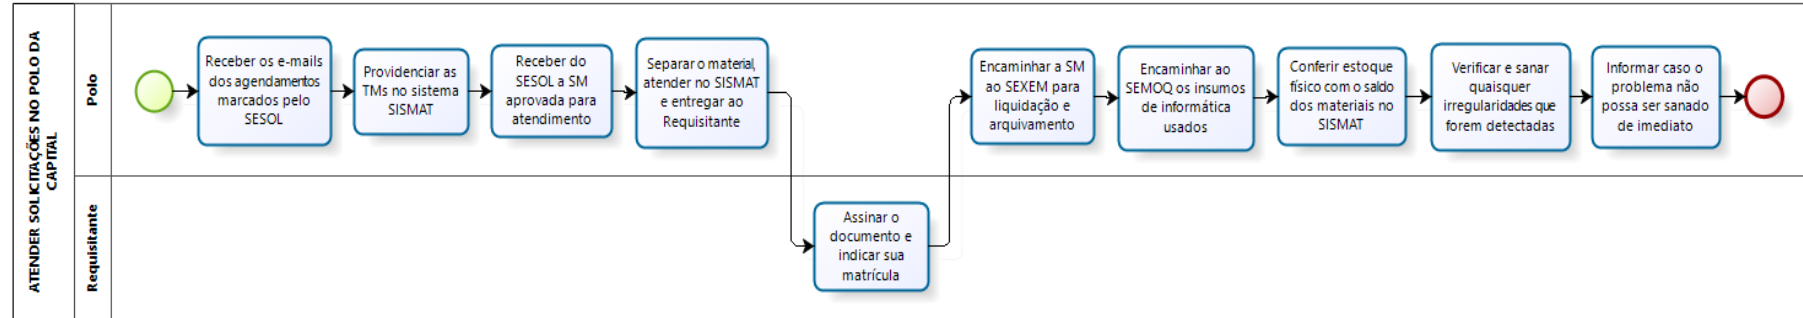 ATENDER SOLICITAÇÕES NO POLO DA
CAPITAL
Polo
Receber os e-mails
dos agendamentos
marcados pelo
SESOL
Providenciar as
TMs no sistema
SISMAT
Receber do
SESOL a SM
aprovada para
atendimento
Separar o material,
atender no SISMAT
e entregar ao
Requisitante
Requisitante
Assinar o
documento e
indicar sua
matrícula
Encaminhar a SM
ao SEXEM para
liquidação e
arquivamento
Encaminhar ao
SEMOQ os insumos
de informática
usados
Conferir estoque
físico com o saldo
dos materiais no
SISMAT
Verificar e sanar
quaisquer
irregularidades que
forem detectadas
Informar caso o
problema não
possa ser sanado
de imediato